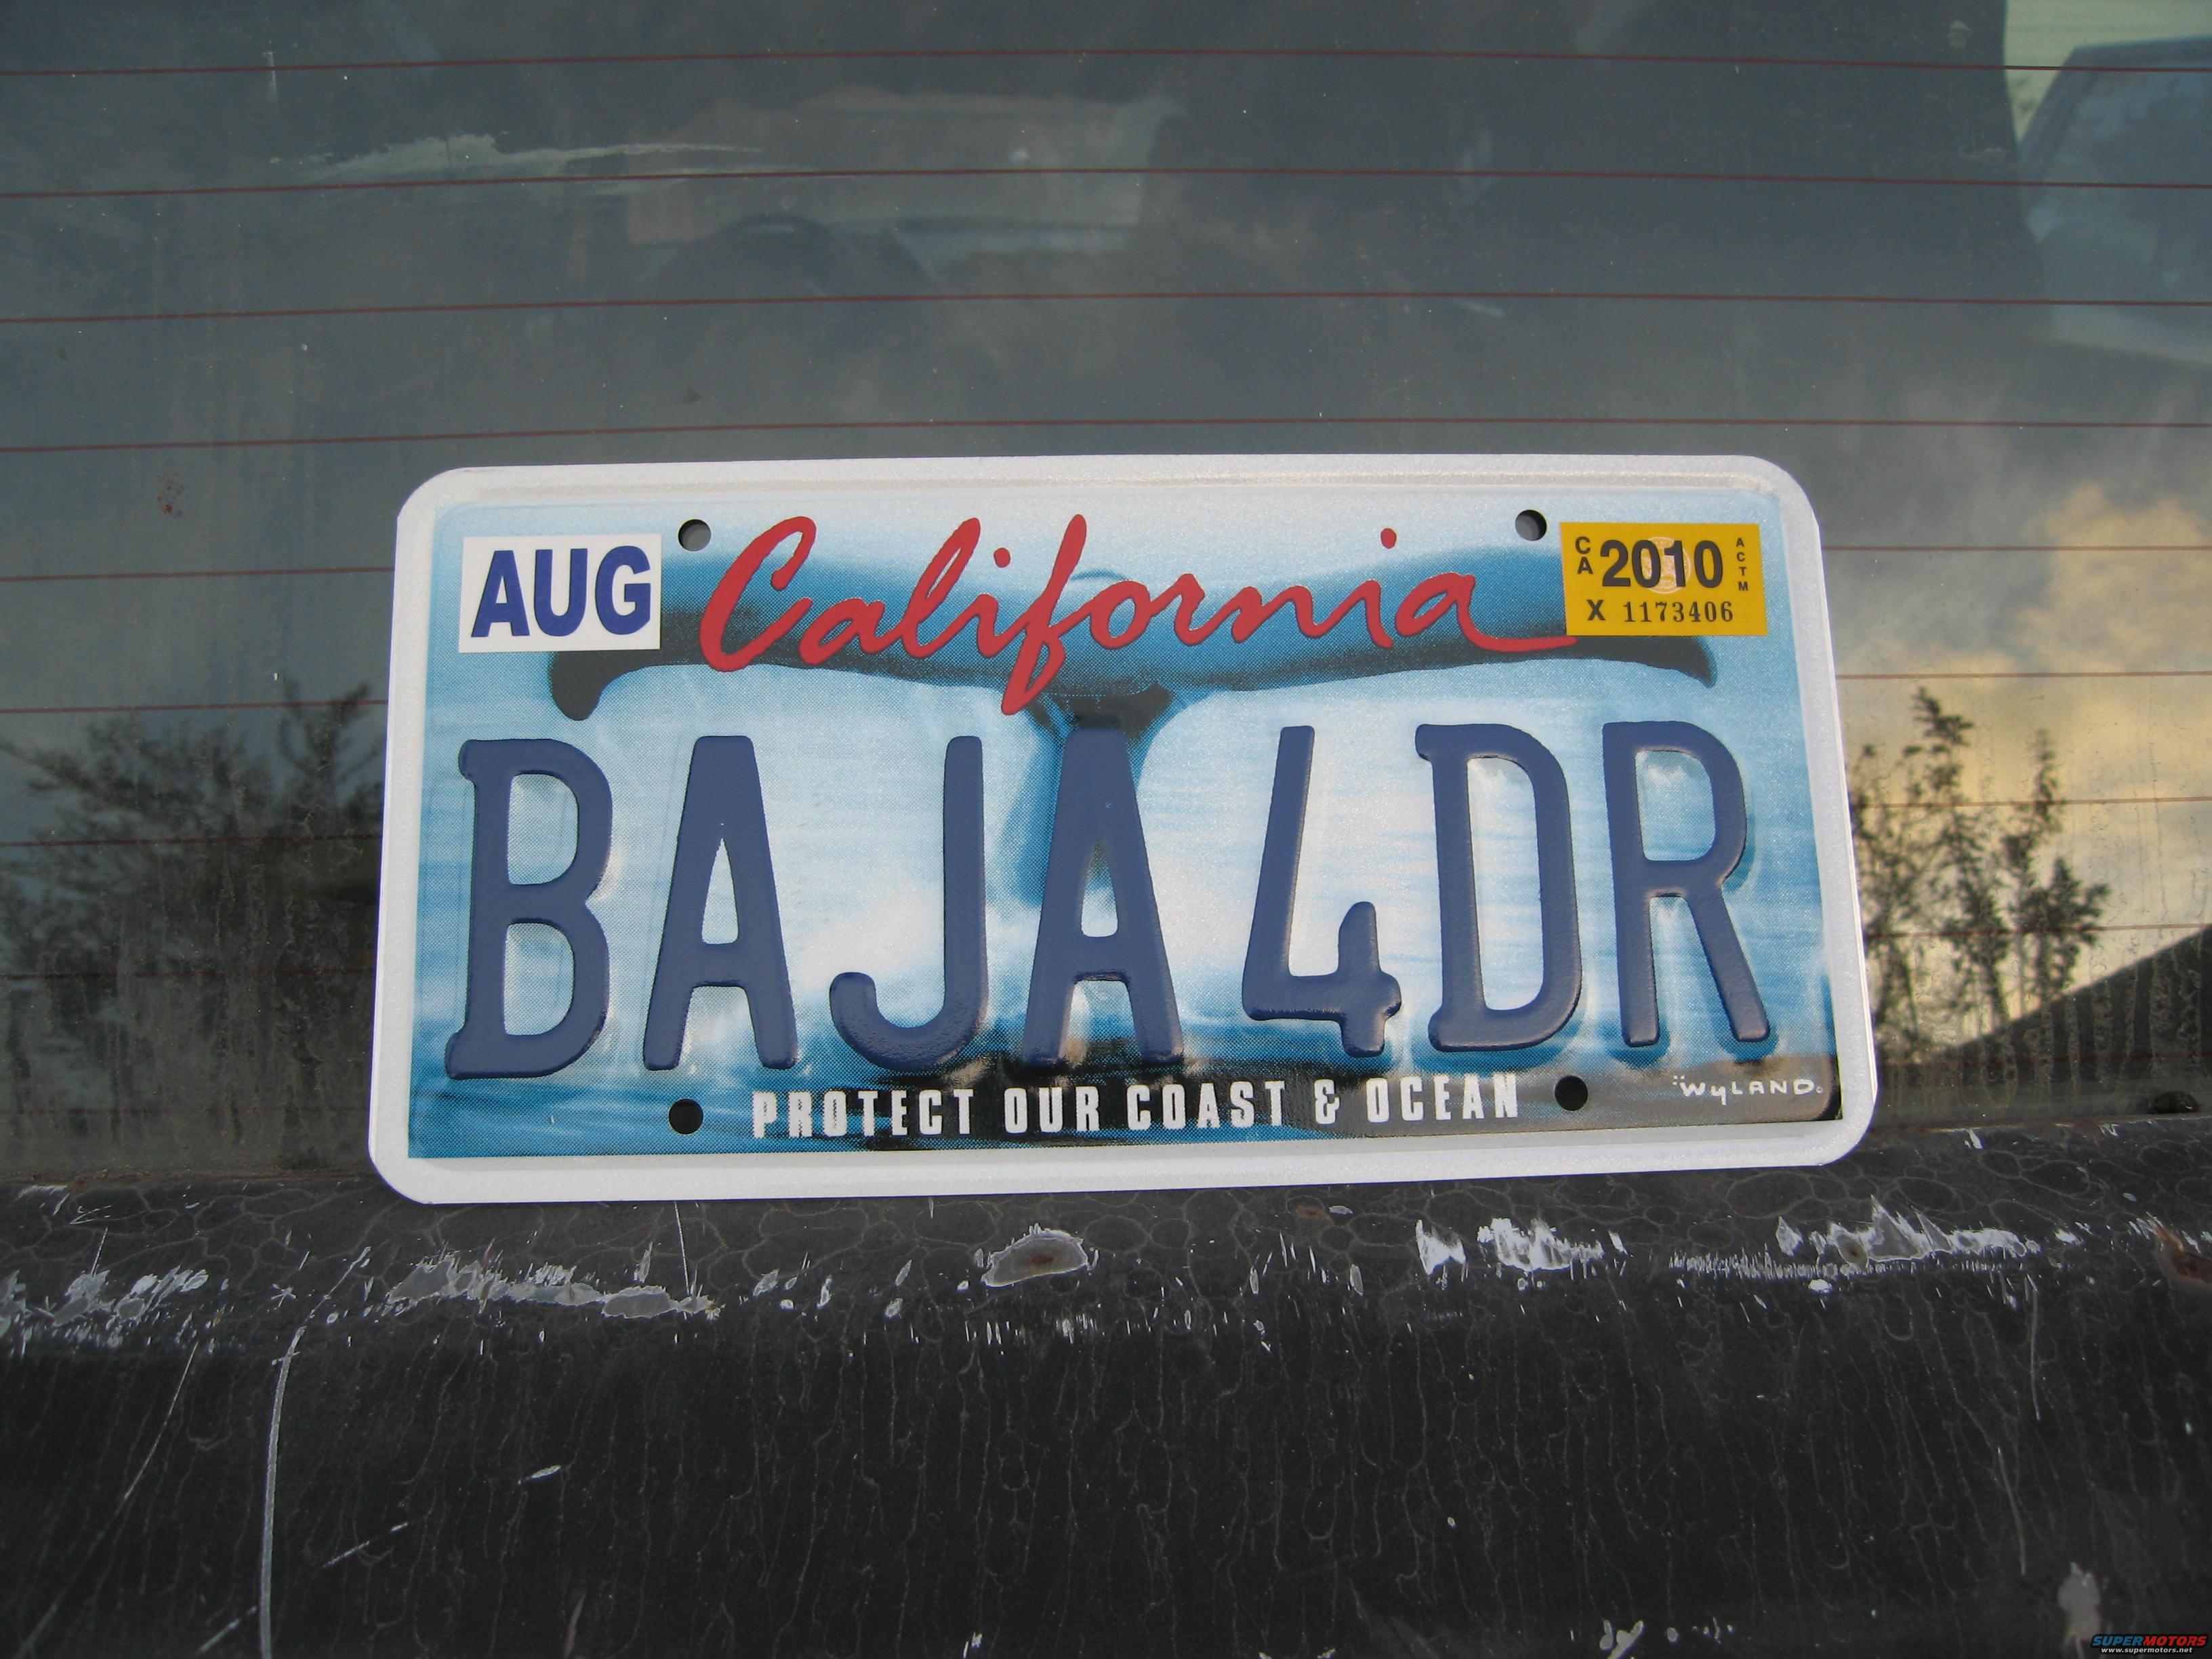 AUG
California
CA 2010 ACTM
X 1173406
BAJA4DR
PROTECT OUR COAST & OCEAN
WYLAND
SUPERMOTORS
www.supermotors.net